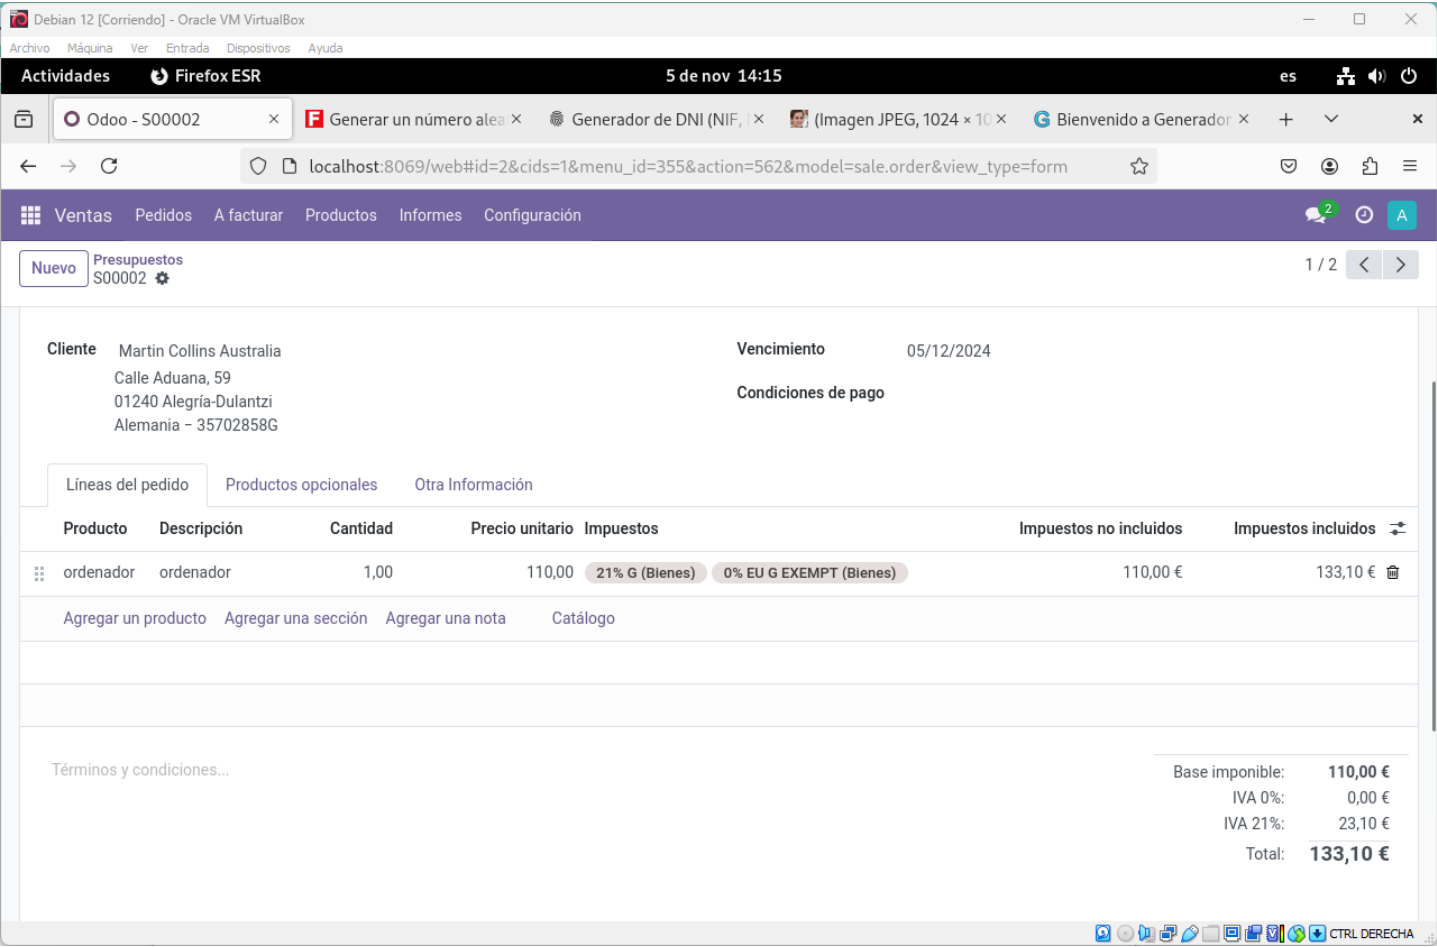 Debian 12 [Corriendo] - Oracle VM VirtualBox
Archivo Máquina Ver Entrada Dispositivos Ayuda
Actividades Firefox ESR 5 de nov 14:15 es
Odoo - S00002 Generar un número alea Generador de DNI (NIF, (Imagen JPEG, 1024 × 10 Bienvenido a Generador
localhost:8069/web#id=2&cids=1&menu_id=355&action=562&model=sale.order&view_type=form
Ventas Pedidos A facturar Productos Informes Configuración 2 A
Nuevo Presupuestos
S00002 1 / 2
Cliente Martin Collins Australia Vencimiento 05/12/2024
Calle Aduana, 59
01240 Alegría-Dulantzi Condiciones de pago
Alemania – 35702858G
Líneas del pedido Productos opcionales Otra Información
Producto Descripción Cantidad Precio unitario Impuestos Impuestos no incluidos Impuestos incluidos
ordenador ordenador 1,00 110,00 21% G (Bienes) 0% EU G EXEMPT (Bienes) 110,00 € 133,10 €
Agregar un producto Agregar una sección Agregar una nota Catálogo
Términos y condiciones...
Base imponible: 110,00 €
IVA 0%: 0,00 €
IVA 21%: 23,10 €
Total: 133,10 €
CTRL DERECHA